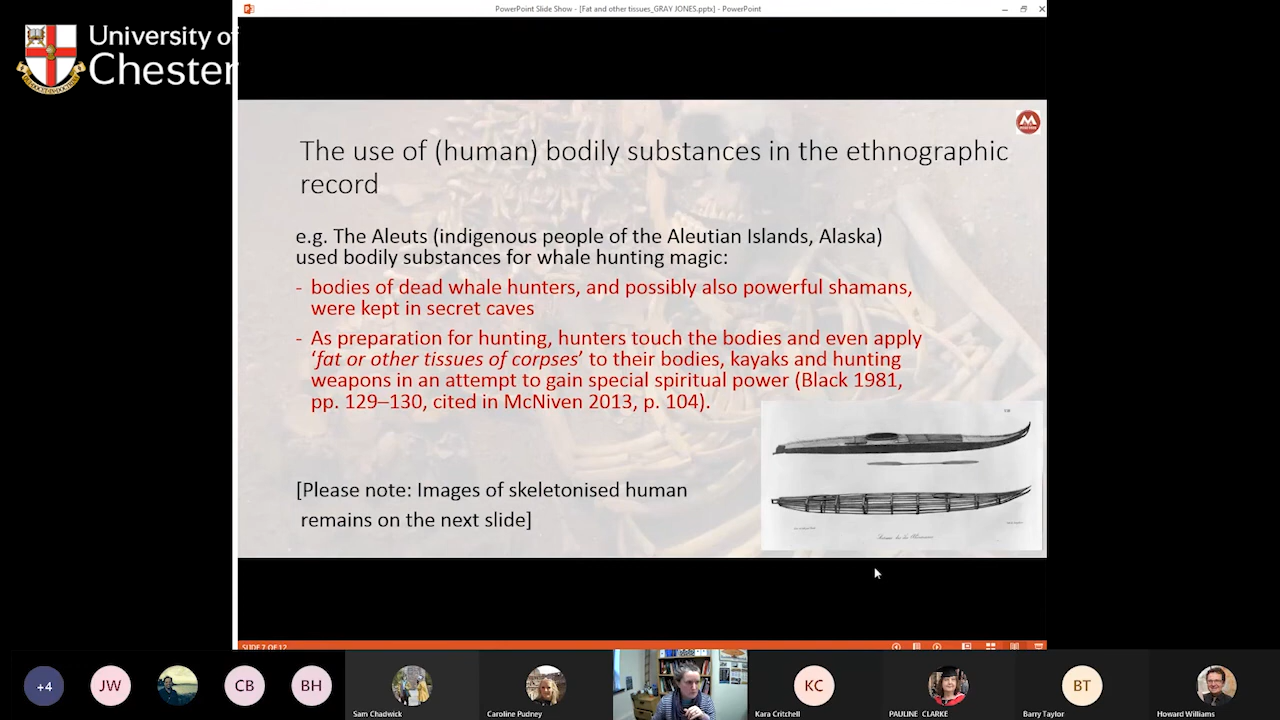 PowerPoint Slide Show - [Fat and other tissues_GRAY JONES.pptx] - PowerPoint
University of
Chester
The use of (human) bodily substances in the ethnographic
record
e.g. The Aleuts (indigenous people of the Aleutian Islands, Alaska)
used bodily substances for whale hunting magic:
- bodies of dead whale hunters, and possibly also powerful shamans,
were kept in secret caves
- As preparation for hunting, hunters touch the bodies and even apply
‘fat or other tissues of corpses’ to their bodies, kayaks and hunting
weapons in an attempt to gain special spiritual power (Black 1981,
pp. 129–130, cited in McNiven 2013, p. 104).
[Please note: Images of skeletonised human
remains on the next slide]
SLIDE 7 OF 12
+4
JW
CB
BH
KC
BT
Sam Chadwick
Caroline Pudney
Kara Critchell
PAULINE CLARKE
Barry Taylor
Howard Williams